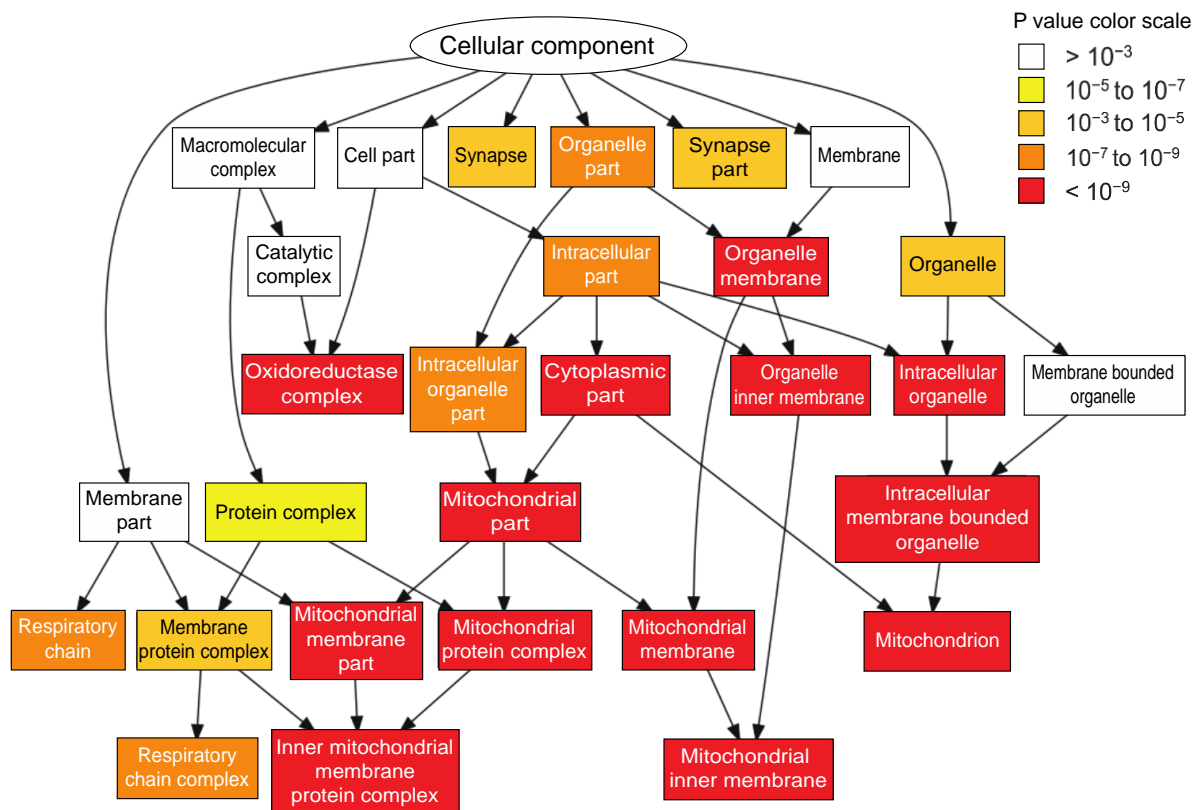 Cellular component
P value color scale
> 10⁻³
10⁻⁵ to 10⁻⁷
10⁻³ to 10⁻⁵
10⁻⁷ to 10⁻⁹
< 10⁻⁹
Macromolecular
complex
Cell part
Synapse
Organelle
part
Synapse
part
Membrane
Catalytic
complex
Intracellular
part
Organelle
membrane
Organelle
Oxidoreductase
complex
Intracellular
organelle
part
Cytoplasmic
part
Organelle
inner membrane
Intracellular
organelle
Membrane bounded
organelle
Membrane
part
Protein complex
Mitochondrial
part
Intracellular
membrane bounded
organelle
Respiratory
chain
Membrane
protein complex
Mitochondrial
membrane
part
Mitochondrial
protein complex
Mitochondrial
membrane
Mitochondrion
Respiratory
chain complex
Inner mitochondrial
membrane
protein complex
Mitochondrial
inner membrane